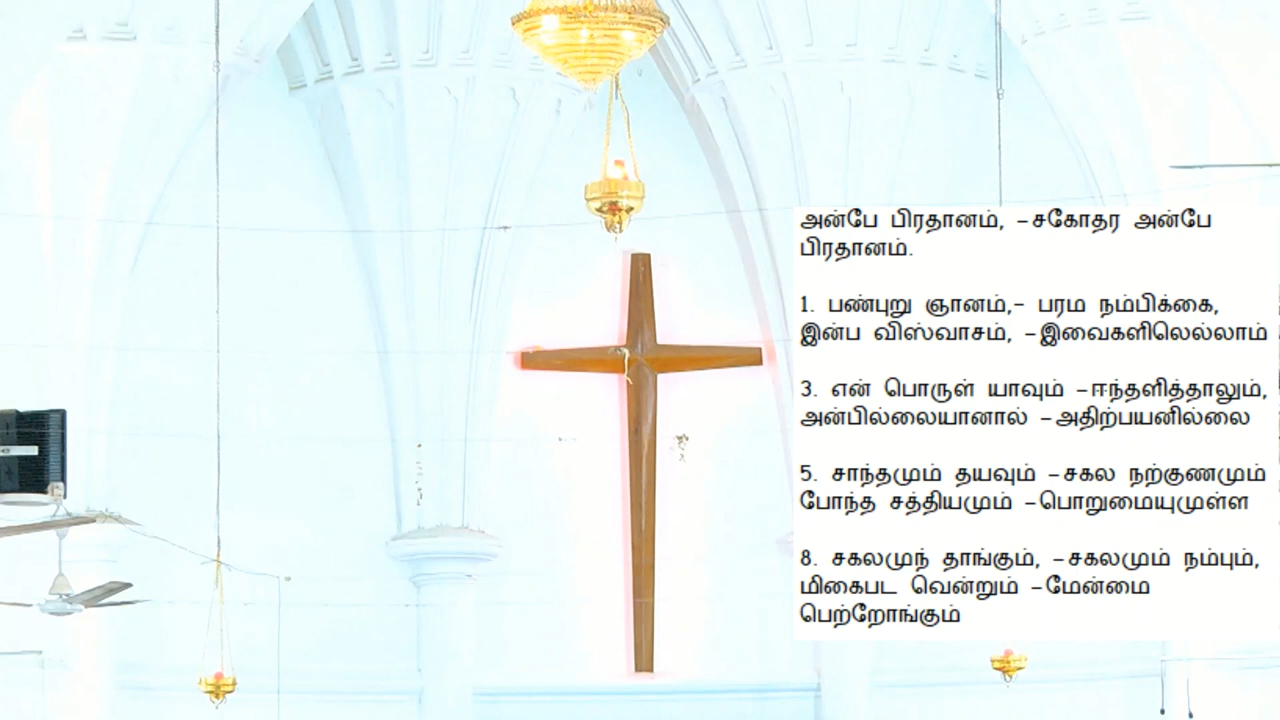 அன்பே பிரதானம், – சகோதர அன்பே
பிரதானம்.
1. பண்புறு ஞானம்,– பரம நம்பிக்கை,
இன்ப விஸ்வாசம், – இவைகளிலெல்லாம்
3. என் பொருள் யாவும் – ஈந்தளித்தாலும்,
அன்பில்லையானால் – அதிற்பயனில்லை
5. சாந்தமும் தயவும் – சகல நற்குணமும்
போந்த சத்தியமும் – பொறுமையுமுள்ள
8. சகலமுந் தாங்கும், – சகலமும் நம்பும்,
மிகைபட வென்றும் – மேன்மை
பெற்றோங்கும்